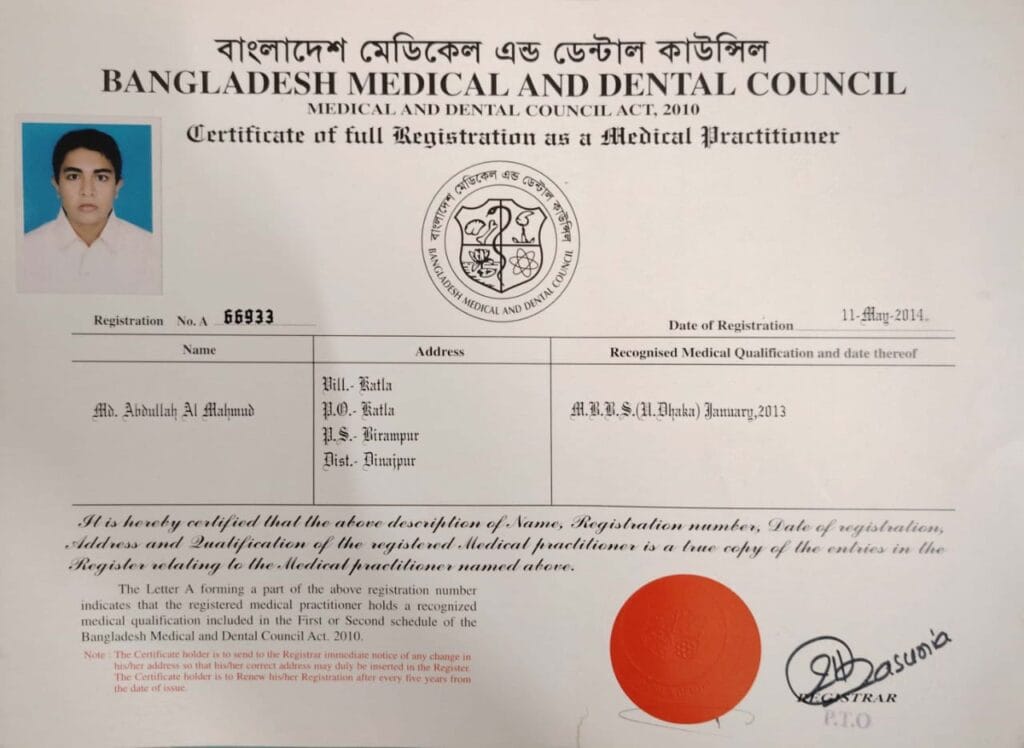 বাংলাদেশ মেডিকেল এন্ড ডেন্টাল কাউন্সিল
BANGLADESH MEDICAL AND DENTAL COUNCIL
MEDICAL AND DENTAL COUNCIL ACT, 2010
Certificate of full Registration as a Medical Practitioner
বাংলাদেশ মেডিকেল এন্ড ডেন্টাল কাউন্সিল
BANGLADESH MEDICAL AND DENTAL COUNCIL
Registration No. A 66933
Date of Registration 11-May-2014.
Name Address Recognised Medical Qualification and date thereof
Vill.- Katla
Md. Abdullah Al Mahmud P.O.- Katla M.B.B.S.(U.Dhaka) January,2013
P.S.- Birampur
Dist.- Dinajpur
It is hereby certified that the above description of Name, Registration number, Date of registration,
Address and Qualification of the registered Medical practitioner is a true copy of the entries in the
Register relating to the Medical practitioner named above.
The Letter A forming a part of the above registration number
indicates that the registered medical practitioner holds a recognized
medical qualification included in the First or Second schedule of the
Bangladesh Medical and Dental Council Act. 2010.
Note : The Certificate holder is to send to the Registrar immediate notice of any change in
his/her address so that his/her correct address may duly be inserted in the Register.
The Certificate holder is to Renew his/her Registration after every five years from
the date of issue.
REGISTRAR
P.T.O